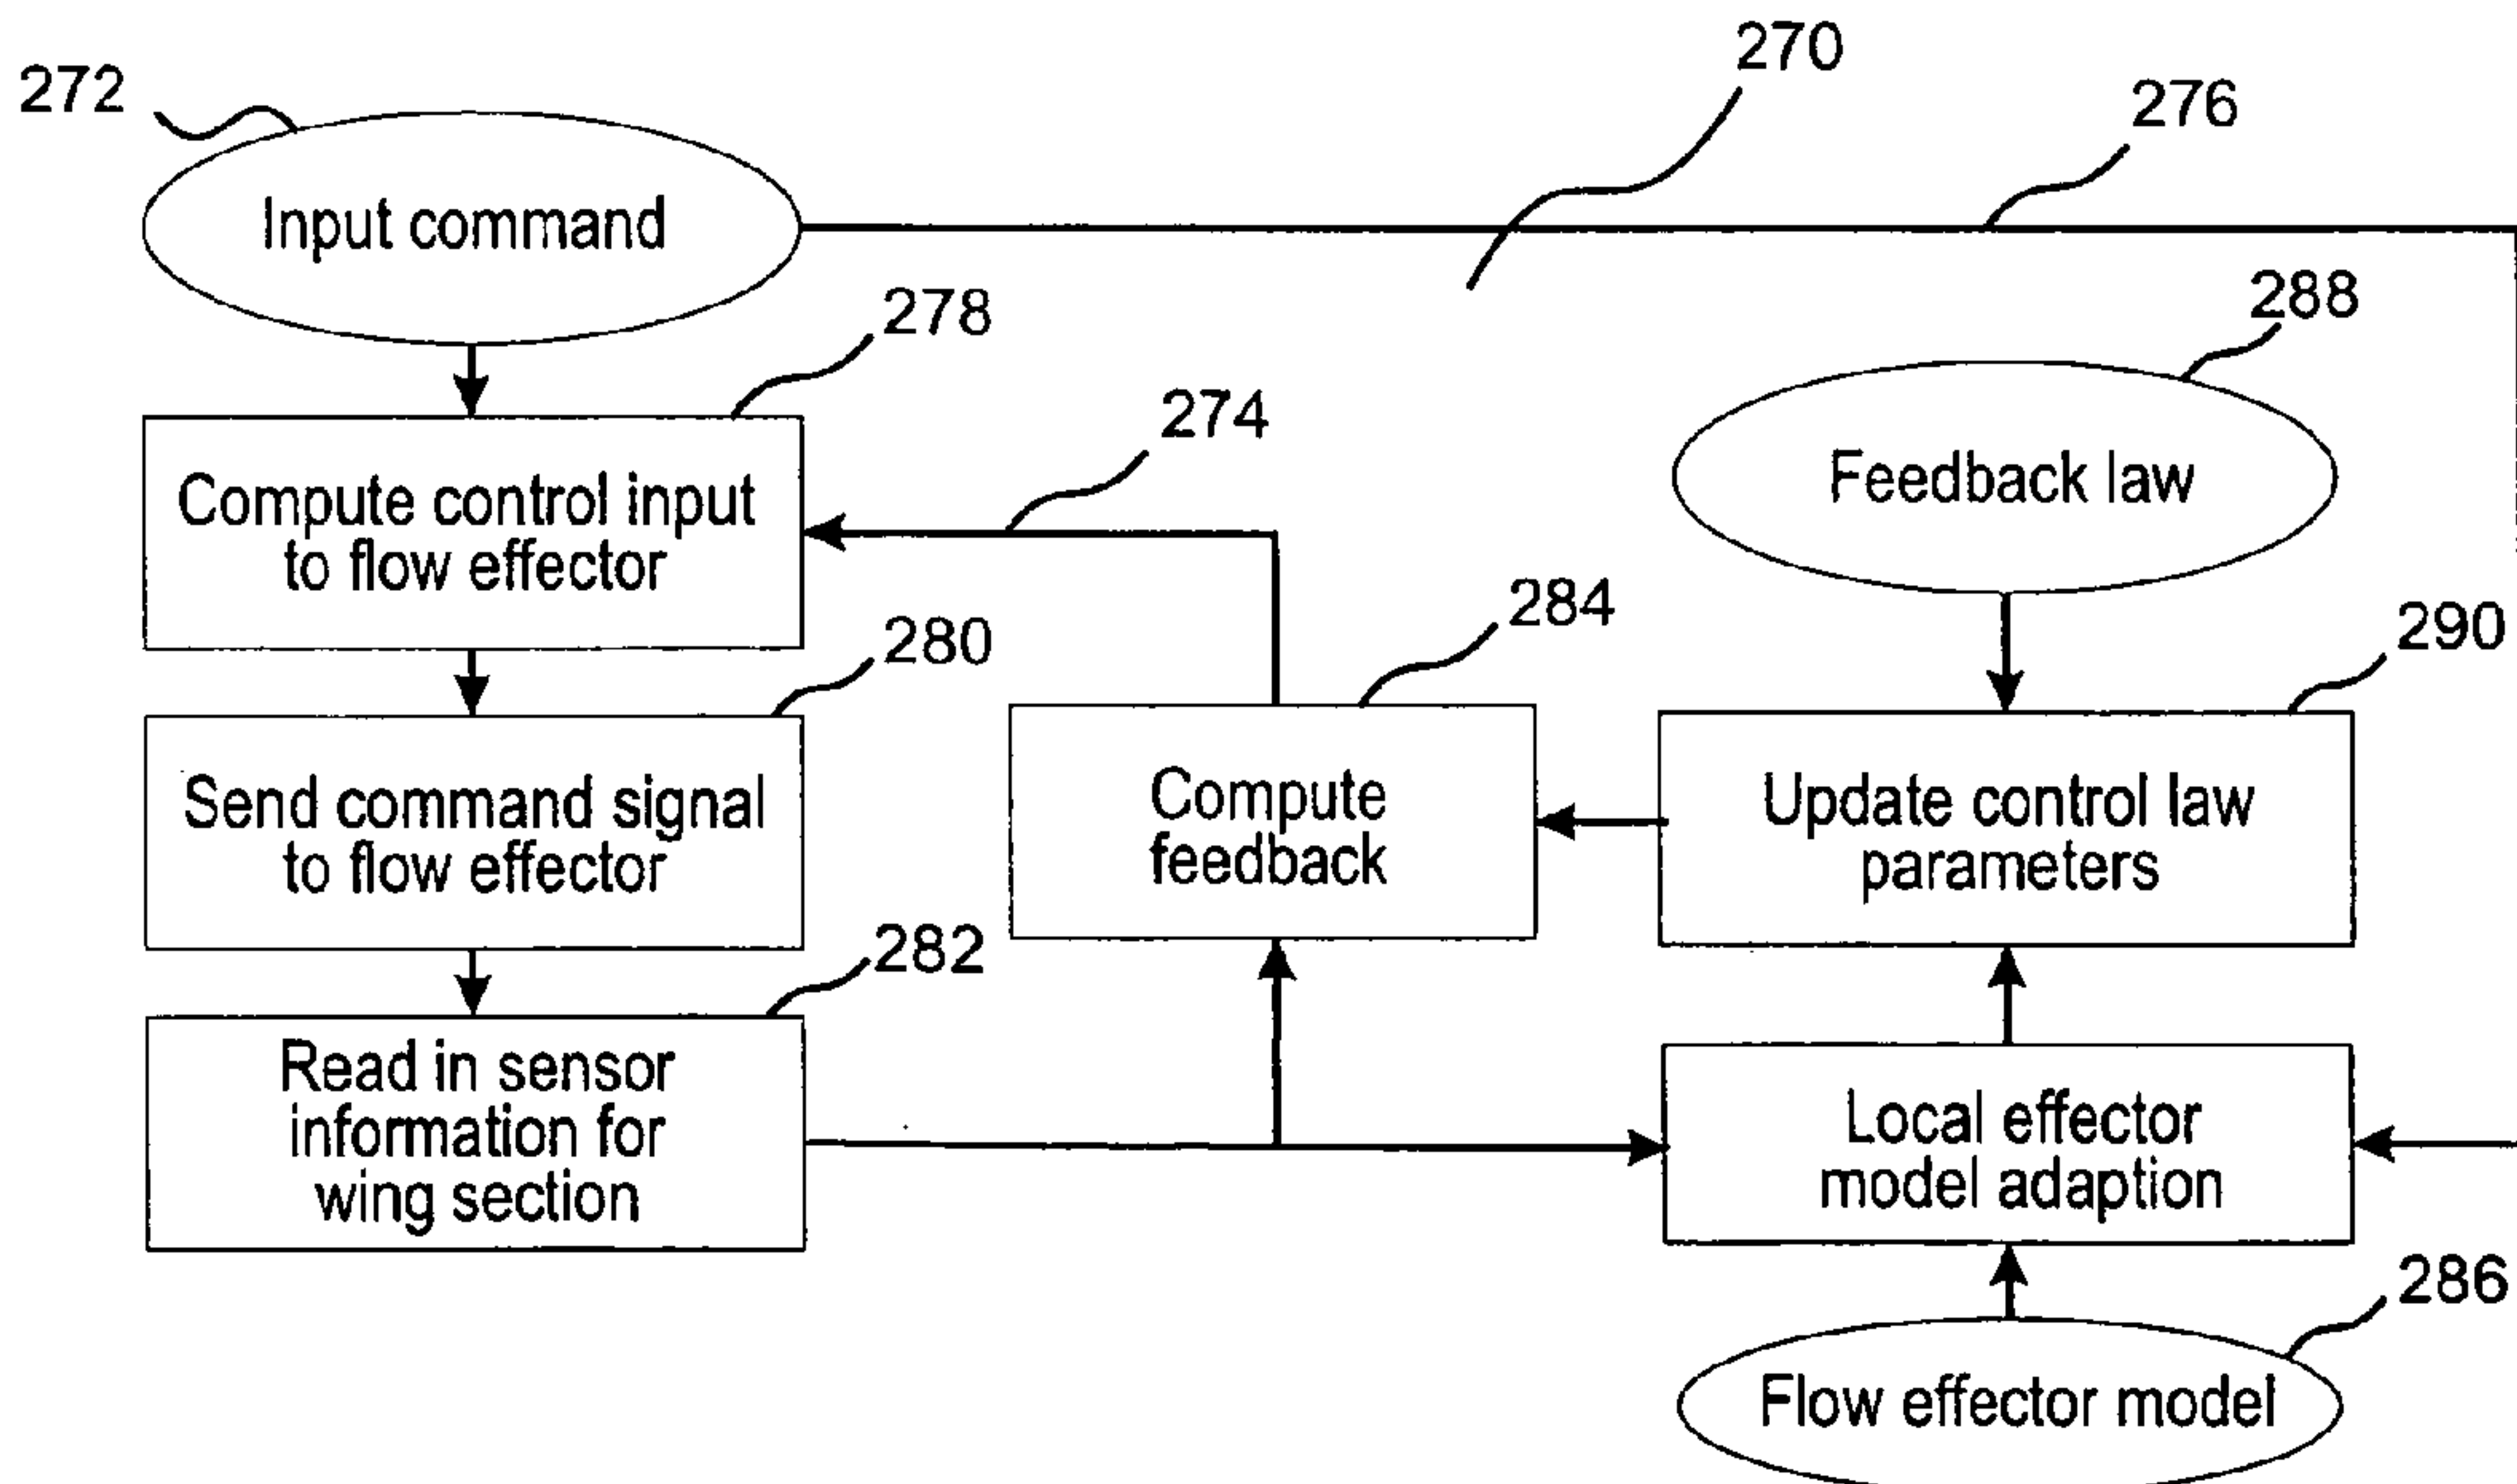 270
272
276
Input command
278
288
274
Compute control input
to flow effector
Feedback law
284
280
290
Send command signal
to flow effector
Compute
feedback
Update control law
parameters
282
Read in sensor
information for
wing section
Local effector
model adaption
286
Flow effector model